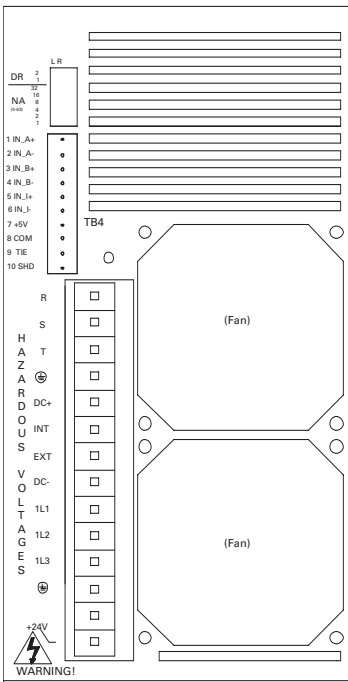 L R
DR
2
1
NA
(0-63)
32
16
8
4
2
1
1 IN_A+
2 IN_A-
3 IN_B+
4 IN_B-
5 IN_I+
6 IN_I-
7 +5V
8 COM
9 TIE
10 SHD
TB4
R
S
T
DC+
INT
EXT
DC-
1L1
1L2
1L3
+24V
HAZARDOUS VOLTAGES
WARNING!
(Fan)
(Fan)